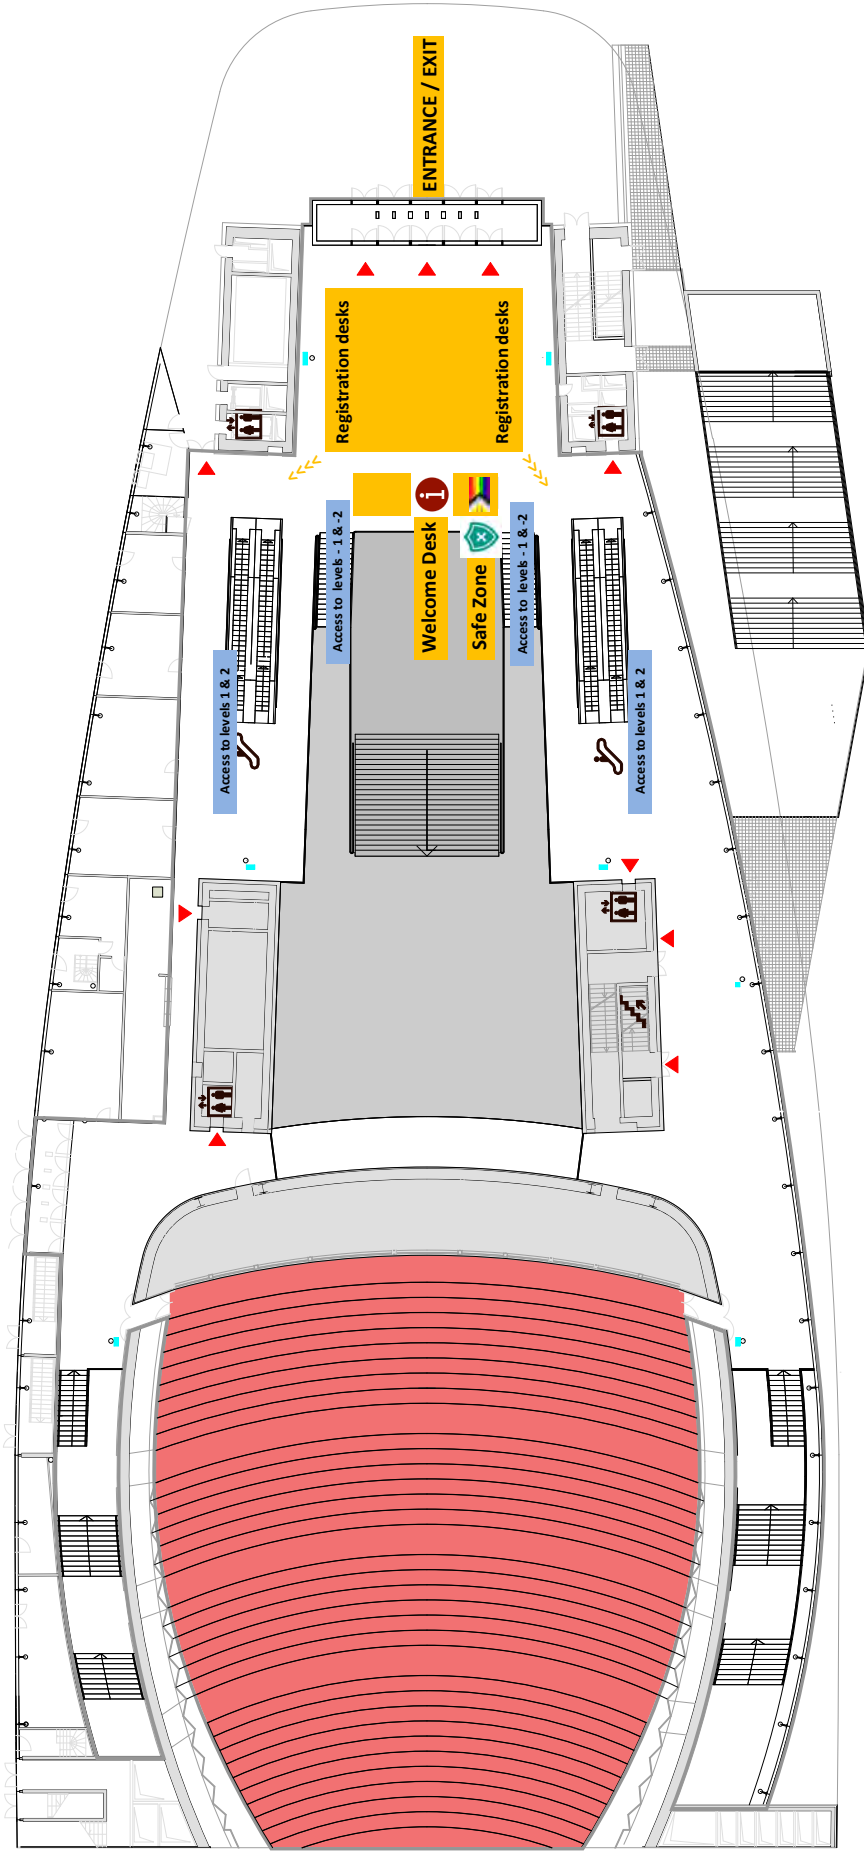 ENTRANCE / EXIT
Registration desks
Registration desks
Access to levels - 1 & -2
Welcome Desk
i
Safe Zone
Access to levels - 1 & -2
Access to levels 1 & 2
Access to levels 1 & 2